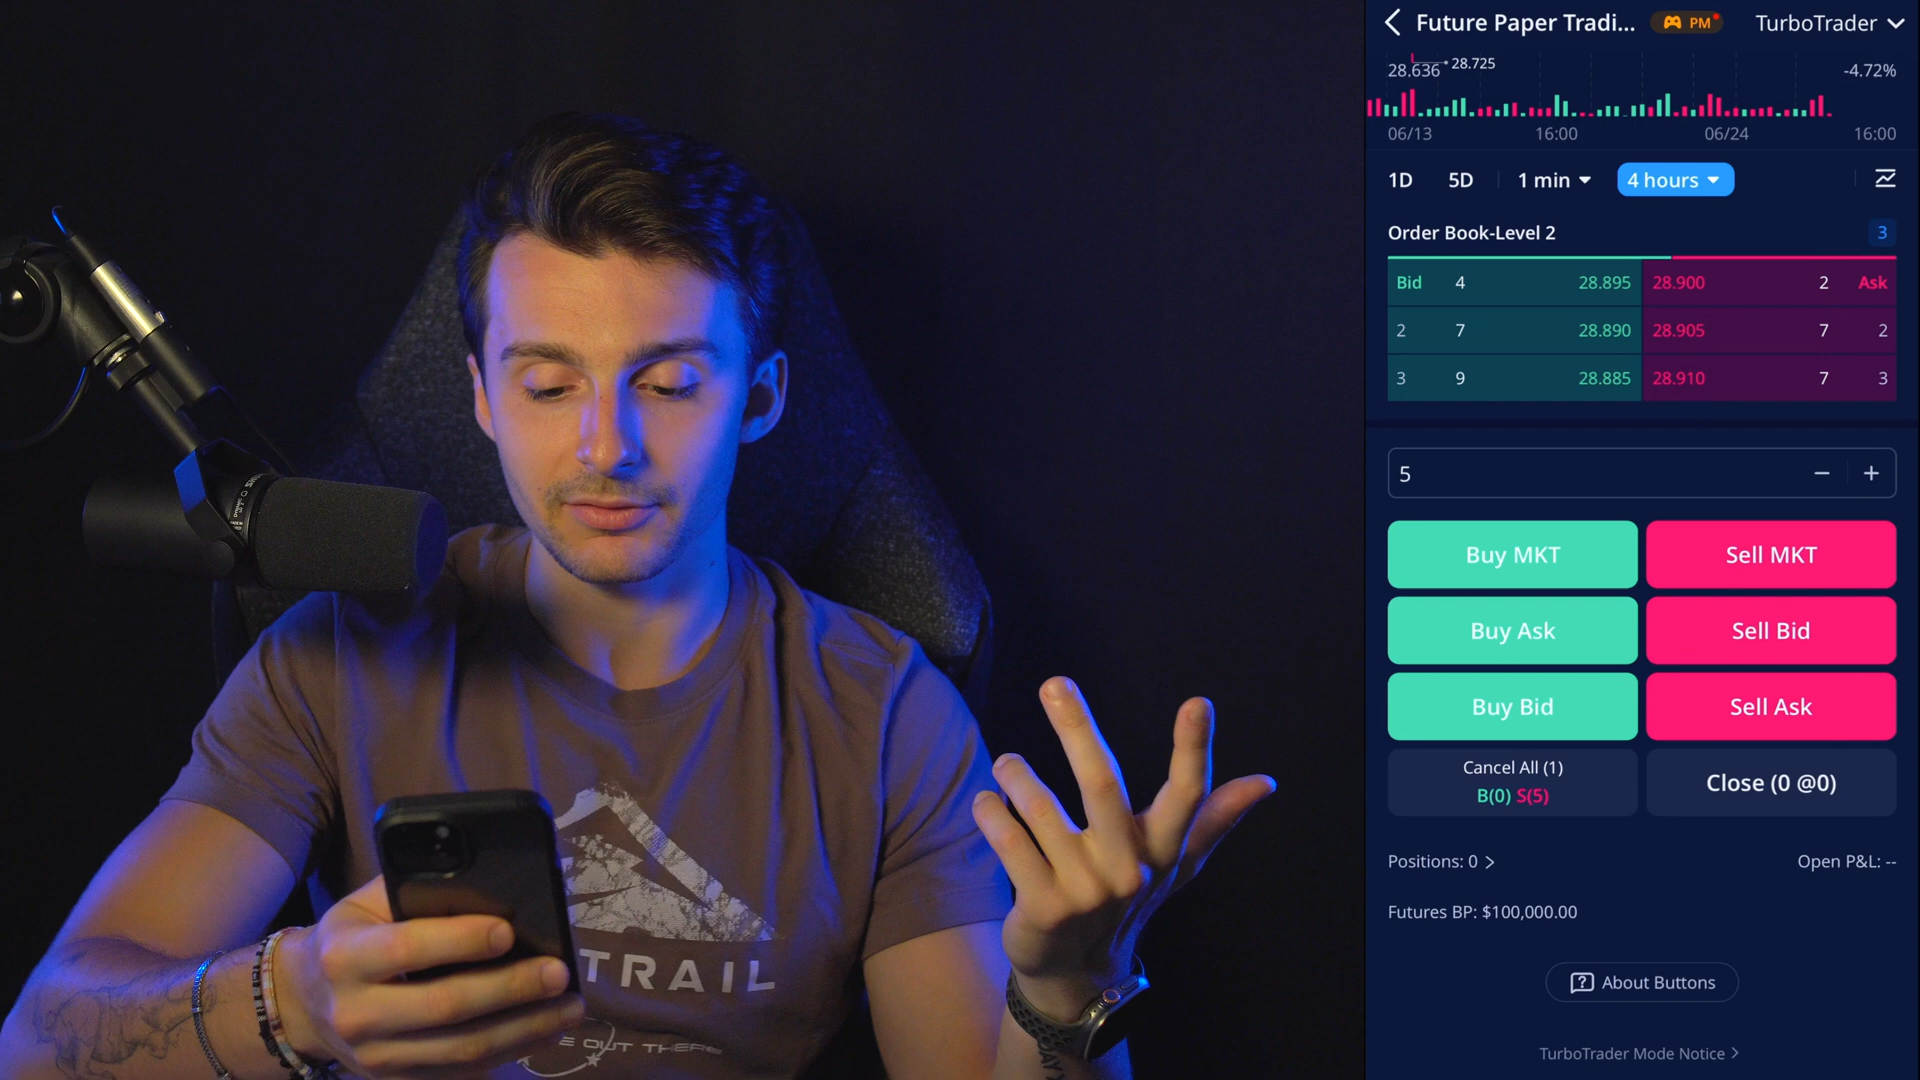 Future Paper Tradi...
PM
TurboTrader
28.636
28.725
-4.72%
06/13
16:00
06/24
16:00
1D
5D
1 min
4 hours
Order Book-Level 2
3
Bid 4 28.895 28.900 2 Ask
2 7 28.890 28.905 7 2
3 9 28.885 28.910 7 3
5
Buy MKT
Sell MKT
Buy Ask
Sell Bid
Buy Bid
Sell Ask
Cancel All (1)
B(0) S(5)
Close (0 @0)
Positions: 0
Open P&L: --
Futures BP: $100,000.00
About Buttons
TurboTrader Mode Notice
TRAIL
OUT THERE